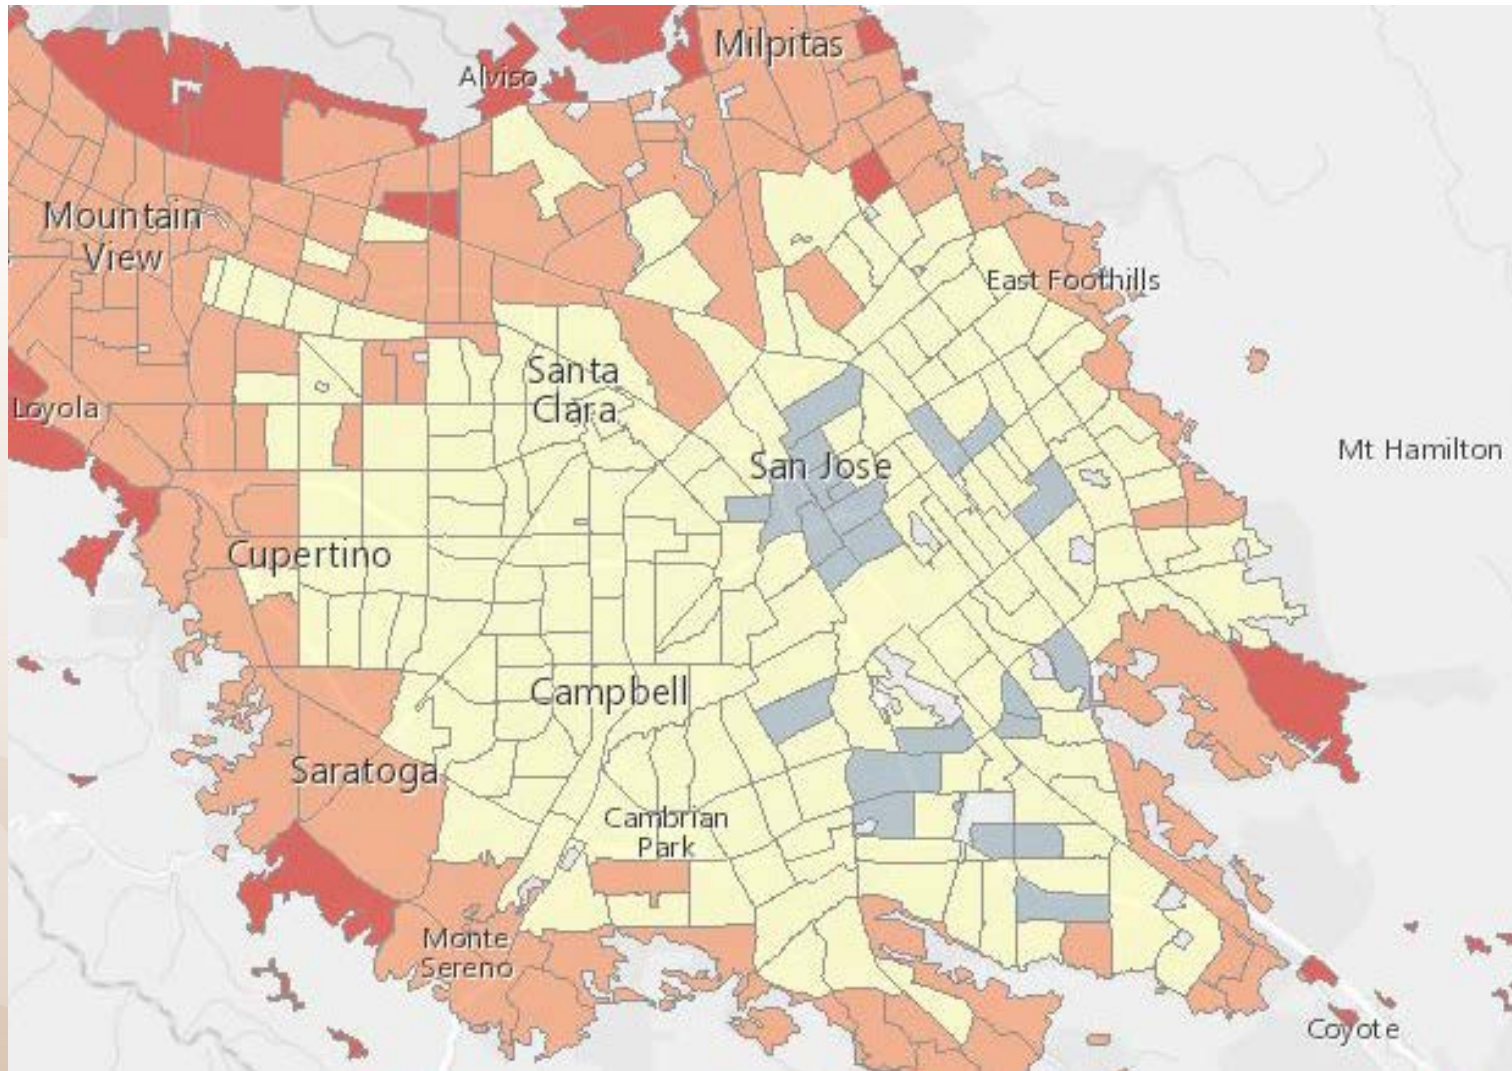 Milpitas
Alviso
Mountain
View
East Foothills
Santa
Clara
Loyola
San Jose
Mt Hamilton
Cupertino
Campbell
Saratoga
Cambrian
Park
Monte
Sereno
Coyote